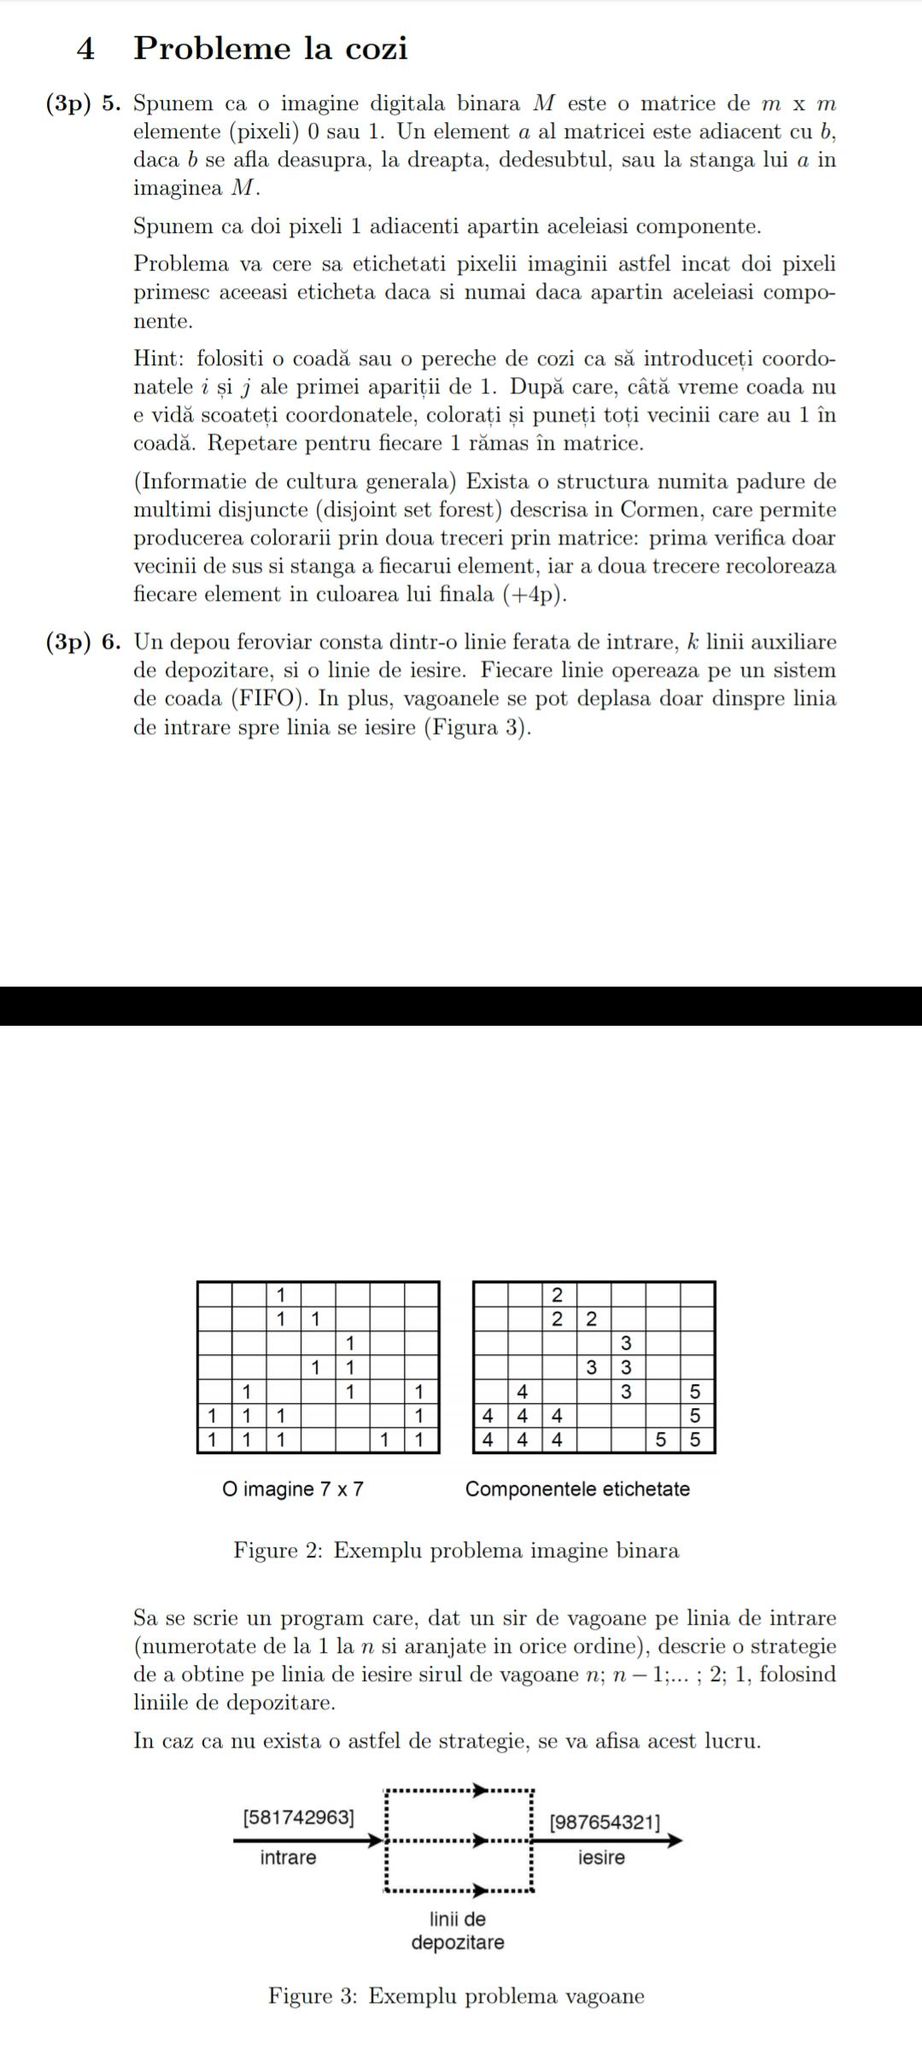 4 Probleme la cozi
(3p) 5. Spunem ca o imagine digitala binara M este o matrice de m x m
elemente (pixeli) 0 sau 1. Un element a al matricei este adiacent cu b,
daca b se afla deasupra, la dreapta, dedesubtul, sau la stanga lui a in
imaginea M.
Spunem ca doi pixeli 1 adiacenti apartin aceleiasi componente.
Problema va cere sa etichetati pixelii imaginii astfel incat doi pixeli
primesc aceeasi eticheta daca si numai daca apartin aceleiasi compo-
nente.
Hint: folositi o coadă sau o pereche de cozi ca să introduceți coordo-
natele i și j ale primei apariții de 1. După care, câtă vreme coada nu
e vidă scoateți coordonatele, colorați și puneți toți vecinii care au 1 în
coadă. Repetare pentru fiecare 1 rămas în matrice.
(Informatie de cultura generala) Exista o structura numita padure de
multimi disjuncte (disjoint set forest) descrisa in Cormen, care permite
producerea colorarii prin doua treceri prin matrice: prima verifica doar
vecinii de sus si stanga a fiecarui element, iar a doua trecere recoloreaza
fiecare element in culoarea lui finala (+4p).
(3p) 6. Un depou feroviar consta dintr-o linie ferata de intrare, k linii auxiliare
de depozitare, si o linie de iesire. Fiecare linie opereaza pe un sistem
de coada (FIFO). In plus, vagoanele se pot deplasa doar dinspre linia
de intrare spre linia se iesire (Figura 3).
1
1 1
1
1 1
1 1 1
1 1 1 1
1 1 1 1 1
O imagine 7 x 7
2
2 2
3
3 3
4 3 5
4 4 4 5
4 4 4 5 5
Componentele etichetate
Figure 2: Exemplu problema imagine binara
Sa se scrie un program care, dat un sir de vagoane pe linia de intrare
(numerotate de la 1 la n si aranjate in orice ordine), descrie o strategie
de a obtine pe linia de iesire sirul de vagoane n; n − 1;... ; 2; 1, folosind
liniile de depozitare.
In caz ca nu exista o astfel de strategie, se va afisa acest lucru.
[581742963]
intrare
[987654321]
iesire
linii de
depozitare
Figure 3: Exemplu problema vagoane